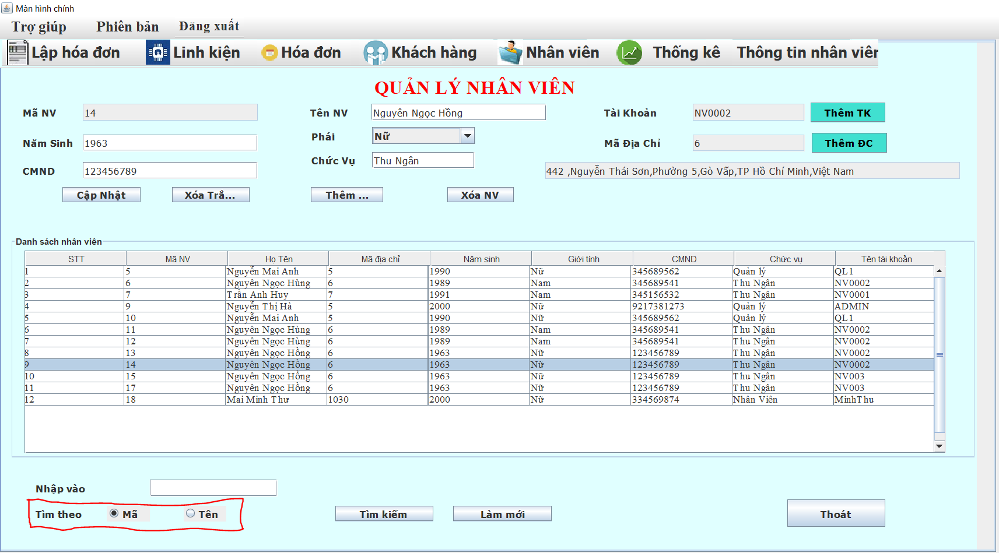 Màn hình chính
Trợ giúp Phiên bản Đăng xuất
Lập hóa đơn Linh kiện Hóa đơn Khách hàng Nhân viên Thống kê Thông tin nhân viên
QUẢN LÝ NHÂN VIÊN
Mã NV 14 Tên NV Nguyên Ngọc Hồng Tài Khoản NV0002 Thêm TK
Phái Nữ
Năm Sinh 1963 Mã Địa Chỉ 6 Thêm ĐC
Chức Vụ Thu Ngân
CMND 123456789 442 ,Nguyễn Thái Sơn,Phường 5,Gò Vấp,TP Hồ Chí Minh,Việt Nam
Cập Nhật Xóa Trắ... Thêm ... Xóa NV
Danh sách nhân viên
STT Mã NV Họ Tên Mã địa chỉ Năm sinh Giới tính CMND Chức vụ Tên tài khoản
1 5 Nguyễn Mai Anh 5 1990 Nữ 345689562 Quản lý QL1
2 6 Nguyên Ngọc Hùng 6 1989 Nam 345689541 Thu Ngân NV0002
3 7 Trần Anh Huy 7 1991 Nam 345156532 Thu Ngân NV0001
4 9 Nguyễn Thị Hà 5 2000 Nữ 9217381273 Quản lý ADMIN
5 10 Nguyễn Mai Anh 5 1990 Nữ 345689562 Quản lý QL1
6 11 Nguyên Ngọc Hùng 6 1989 Nam 345689541 Thu Ngân NV0002
7 12 Nguyên Ngọc Hùng 6 1989 Nam 345689541 Thu Ngân NV0002
8 13 Nguyên Ngọc Hồng 6 1963 Nữ 123456789 Thu Ngân NV0002
9 14 Nguyên Ngọc Hồng 6 1963 Nữ 123456789 Thu Ngân NV0002
10 15 Nguyên Ngọc Hồng 6 1963 Nữ 123456789 Thu Ngân NV003
11 17 Nguyên Ngọc Hồng 6 1963 Nữ 123456789 Thu Ngân NV003
12 18 Mai Minh Thư 1030 2000 Nữ 334569874 Nhân Viên MinhThu
Nhập vào
Tìm theo Mã Tên Tìm kiếm Làm mới Thoát